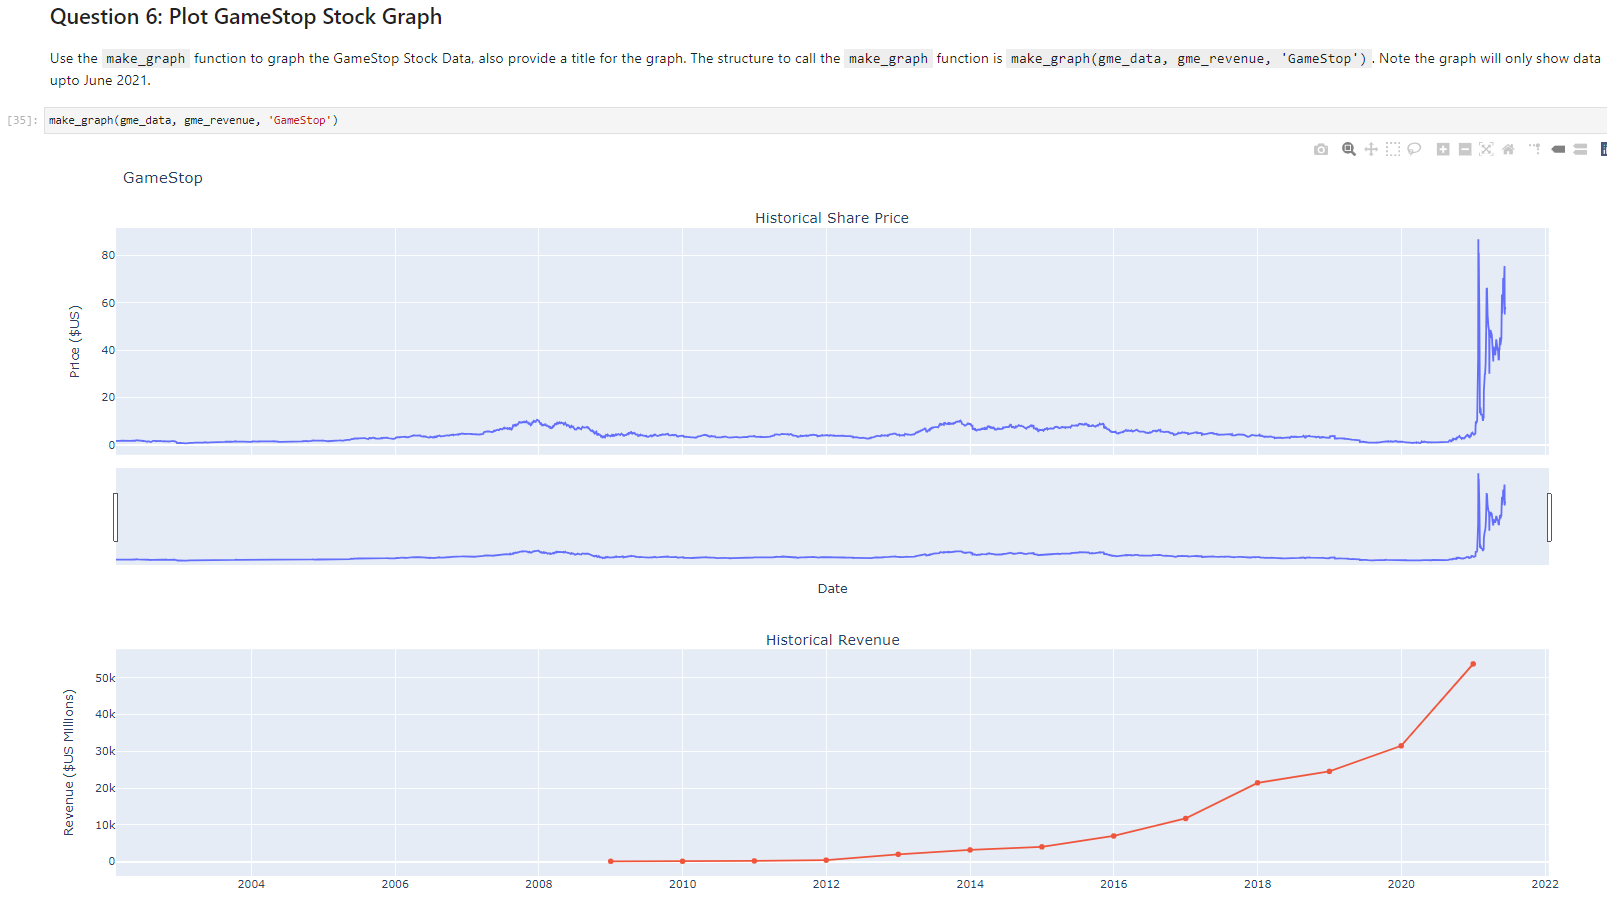 Question 6: Plot GameStop Stock Graph
Use the make_graph function to graph the GameStop Stock Data, also provide a title for the graph. The structure to call the make_graph function is make_graph(gme_data, gme_revenue, 'GameStop') . Note the graph will only show data
upto June 2021.
[35]: make_graph(gme_data, gme_revenue, 'GameStop')
GameStop
Historical Share Price
80
60
40
20
0
Price ($US)
Date
Historical Revenue
50k
40k
30k
20k
10k
0
Revenue ($US Millions)
2004 2006 2008 2010 2012 2014 2016 2018 2020 2022